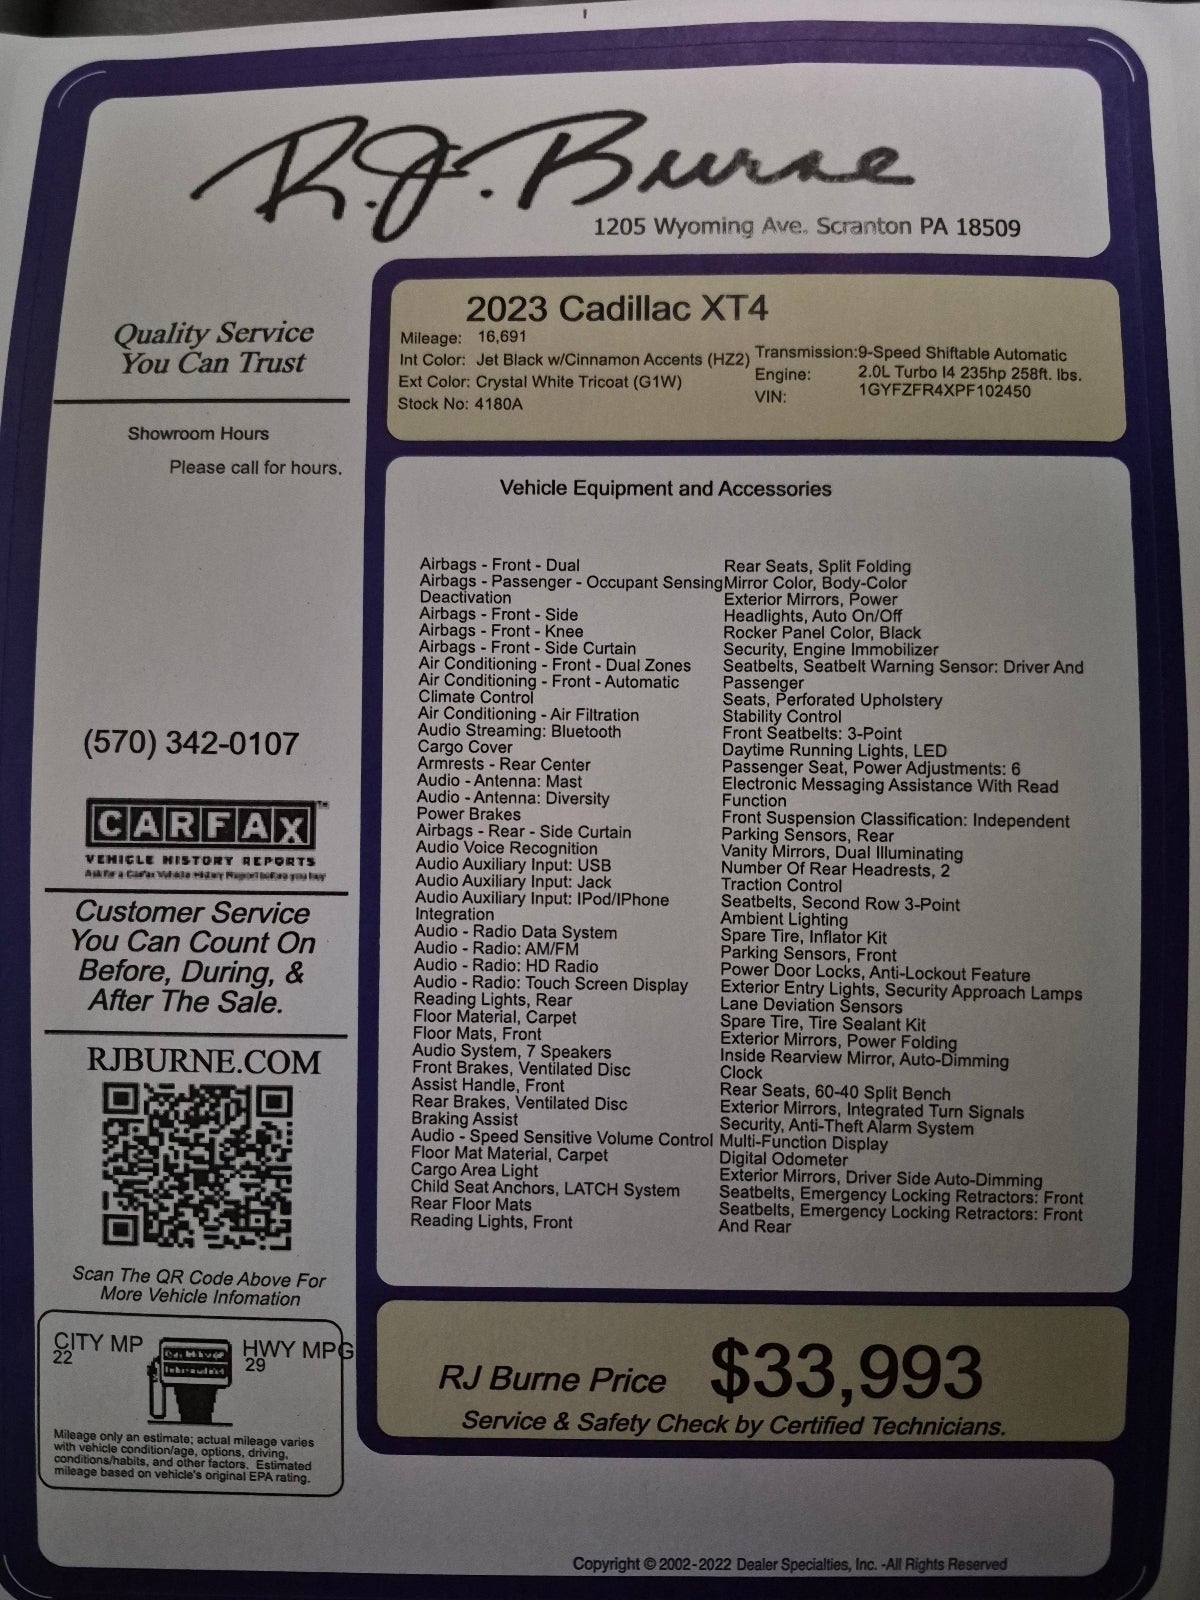 R.J. Burne
1205 Wyoming Ave. Scranton PA 18509
Quality Service
You Can Trust
Showroom Hours
Please call for hours.
(570) 342-0107
CARFAX™
VEHICLE HISTORY REPORTS
Ask for a Carfax Vehicle History Report before you buy
Customer Service
You Can Count On
Before, During, &
After The Sale.
RJBURNE.COM
Scan The QR Code Above For
More Vehicle Infomation
CITY MP
22
HWY MPG
29
Mileage only an estimate; actual mileage varies
with vehicle condition/age, options, driving,
conditions/habits, and other factors. Estimated
mileage based on vehicle's original EPA rating.
2023 Cadillac XT4
Mileage: 16,691
Int Color: Jet Black w/Cinnamon Accents (HZ2)
Ext Color: Crystal White Tricoat (G1W)
Stock No: 4180A
Transmission:9-Speed Shiftable Automatic
Engine: 2.0L Turbo I4 235hp 258ft. lbs.
VIN: 1GYFZFR4XPF102450
Vehicle Equipment and Accessories
Airbags - Front - Dual
Airbags - Passenger - Occupant Sensing
Deactivation
Airbags - Front - Side
Airbags - Front - Knee
Airbags - Front - Side Curtain
Air Conditioning - Front - Dual Zones
Air Conditioning - Front - Automatic
Climate Control
Air Conditioning - Air Filtration
Audio Streaming: Bluetooth
Cargo Cover
Armrests - Rear Center
Audio - Antenna: Mast
Audio - Antenna: Diversity
Power Brakes
Airbags - Rear - Side Curtain
Audio Voice Recognition
Audio Auxiliary Input: USB
Audio Auxiliary Input: Jack
Audio Auxiliary Input: IPod/IPhone
Integration
Audio - Radio Data System
Audio - Radio: AM/FM
Audio - Radio: HD Radio
Audio - Radio: Touch Screen Display
Reading Lights, Rear
Floor Material, Carpet
Floor Mats, Front
Audio System, 7 Speakers
Front Brakes, Ventilated Disc
Assist Handle, Front
Rear Brakes, Ventilated Disc
Braking Assist
Audio - Speed Sensitive Volume Control
Floor Mat Material, Carpet
Cargo Area Light
Child Seat Anchors, LATCH System
Rear Floor Mats
Reading Lights, Front
Rear Seats, Split Folding
Mirror Color, Body-Color
Exterior Mirrors, Power
Headlights, Auto On/Off
Rocker Panel Color, Black
Security, Engine Immobilizer
Seatbelts, Seatbelt Warning Sensor: Driver And
Passenger
Seats, Perforated Upholstery
Stability Control
Front Seatbelts: 3-Point
Daytime Running Lights, LED
Passenger Seat, Power Adjustments: 6
Electronic Messaging Assistance With Read
Function
Front Suspension Classification: Independent
Parking Sensors, Rear
Vanity Mirrors, Dual Illuminating
Number Of Rear Headrests, 2
Traction Control
Seatbelts, Second Row 3-Point
Ambient Lighting
Spare Tire, Inflator Kit
Parking Sensors, Front
Power Door Locks, Anti-Lockout Feature
Exterior Entry Lights, Security Approach Lamps
Lane Deviation Sensors
Spare Tire, Tire Sealant Kit
Exterior Mirrors, Power Folding
Inside Rearview Mirror, Auto-Dimming
Clock
Rear Seats, 60-40 Split Bench
Exterior Mirrors, Integrated Turn Signals
Security, Anti-Theft Alarm System
Multi-Function Display
Digital Odometer
Exterior Mirrors, Driver Side Auto-Dimming
Seatbelts, Emergency Locking Retractors: Front
Seatbelts, Emergency Locking Retractors: Front
And Rear
RJ Burne Price $33,993
Service & Safety Check by Certified Technicians.
Copyright © 2002-2022 Dealer Specialties, Inc. -All Rights Reserved